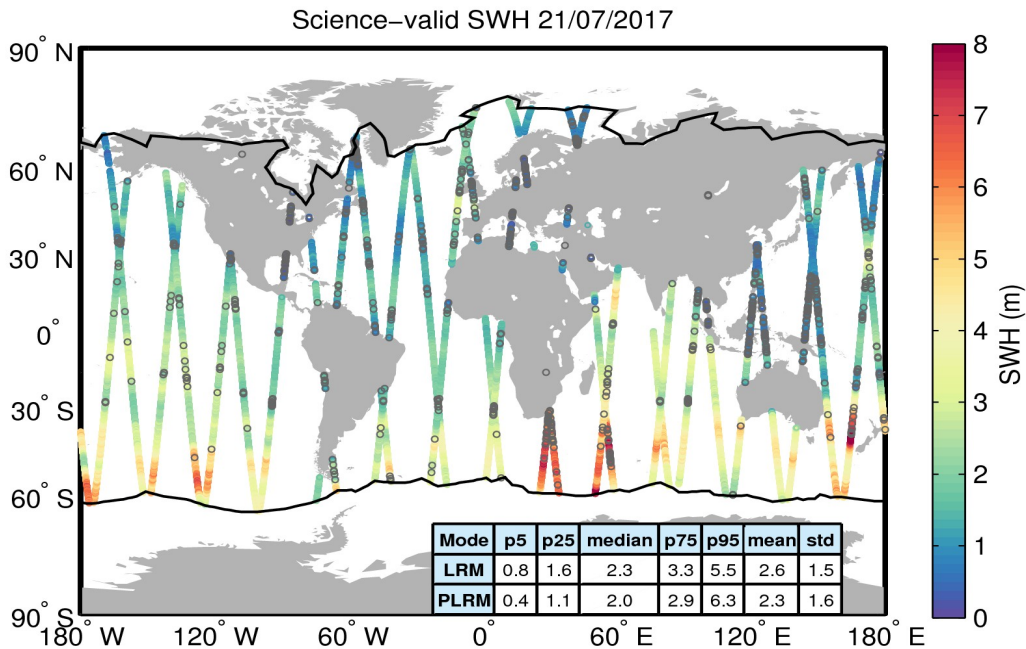 Science−valid SWH 21/07/2017
90° N
60° N
30° N
0°
30° S
60° S
90° S
180° W
120° W
60° W
0°
60° E
120° E
180° E
Mode p5 p25 median p75 p95 mean std
LRM 0.8 1.6 2.3 3.3 5.5 2.6 1.5
PLRM 0.4 1.1 2.0 2.9 6.3 2.3 1.6
8
7
6
5
4
3
2
1
0
SWH (m)